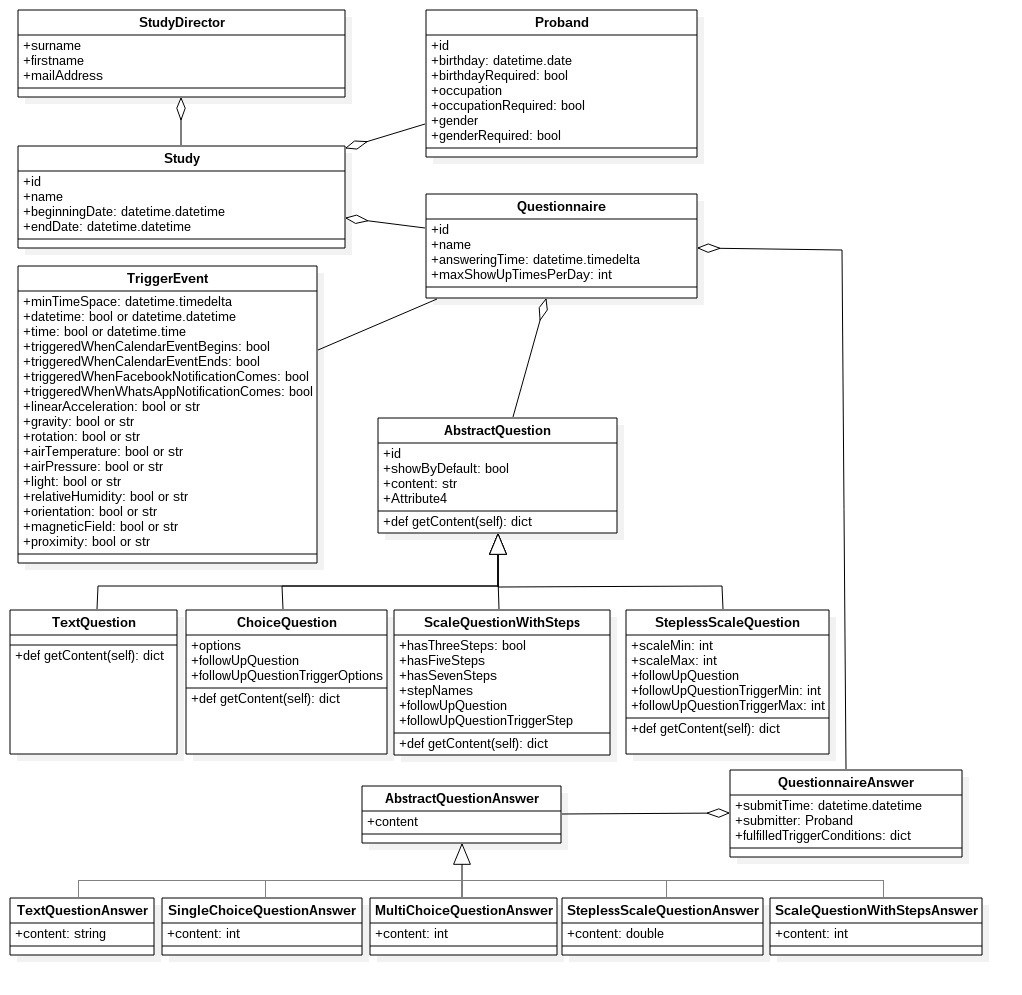 StudyDirector
+surname
+firstname
+mailAddress
Proband
+id
+birthday: datetime.date
+birthdayRequired: bool
+occupation
+occupationRequired: bool
+gender
+genderRequired: bool
Study
+id
+name
+beginningDate: datetime.datetime
+endDate: datetime.datetime
Questionnaire
+id
+name
+answeringTime: datetime.timedelta
+maxShowUpTimesPerDay: int
TriggerEvent
+minTimeSpace: datetime.timedelta
+datetime: bool or datetime.datetime
+time: bool or datetime.time
+triggeredWhenCalendarEventBegins: bool
+triggeredWhenCalendarEventEnds: bool
+triggeredWhenFacebookNotificationComes: bool
+triggeredWhenWhatsAppNotificationComes: bool
+linearAcceleration: bool or str
+gravity: bool or str
+rotation: bool or str
+airTemperature: bool or str
+airPressure: bool or str
+light: bool or str
+relativeHumidity: bool or str
+orientation: bool or str
+magneticField: bool or str
+proximity: bool or str
AbstractQuestion
+id
+showByDefault: bool
+content: str
+Attribute4
+def getContent(self): dict
TextQuestion
+def getContent(self): dict
ChoiceQuestion
+options
+followUpQuestion
+followUpQuestionTriggerOptions
+def getContent(self): dict
ScaleQuestionWithSteps
+hasThreeSteps: bool
+hasFiveSteps
+hasSevenSteps
+stepNames
+followUpQuestion
+followUpQuestionTriggerStep
+def getContent(self): dict
SteplessScaleQuestion
+scaleMin: int
+scaleMax: int
+followUpQuestion
+followUpQuestionTriggerMin: int
+followUpQuestionTriggerMax: int
+def getContent(self): dict
QuestionnaireAnswer
+submitTime: datetime.datetime
+submitter: Proband
+fulfilledTriggerConditions: dict
AbstractQuestionAnswer
+content
TextQuestionAnswer
+content: string
SingleChoiceQuestionAnswer
+content: int
MultiChoiceQuestionAnswer
+content: int
SteplessScaleQuestionAnswer
+content: double
ScaleQuestionWithStepsAnswer
+content: int